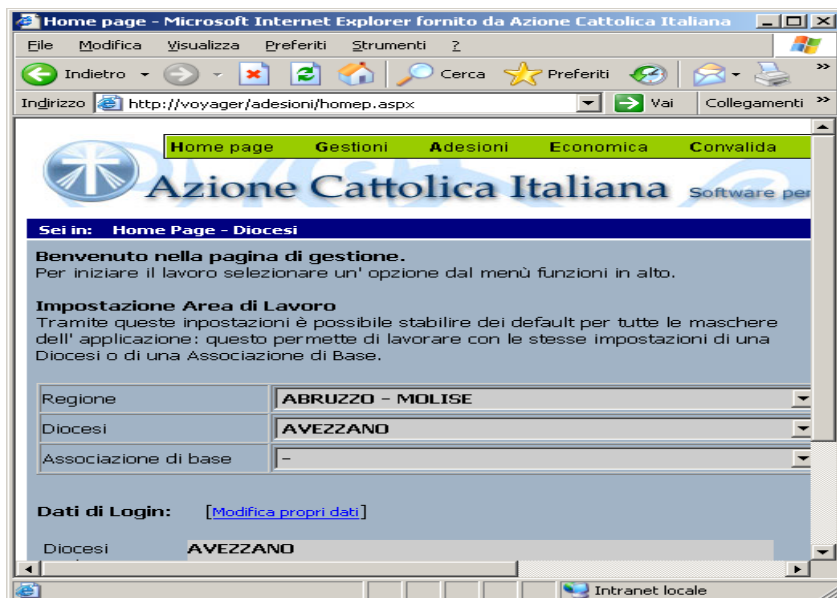 Home page - Microsoft Internet Explorer fornito da Azione Cattolica Italiana
File Modifica Visualizza Preferiti Strumenti ?
Indietro Cerca Preferiti »
Indirizzo http://voyager/adesioni/homep.aspx Vai Collegamenti »
Home page Gestioni Adesioni Economica Convalida
Azione Cattolica Italiana Software per
Sei in: Home Page - Diocesi
Benvenuto nella pagina di gestione.
Per iniziare il lavoro selezionare un' opzione dal menù funzioni in alto.
Impostazione Area di Lavoro
Tramite queste inpostazioni è possibile stabilire dei default per tutte le maschere
dell' applicazione: questo permette di lavorare con le stesse impostazioni di una
Diocesi o di una Associazione di Base.
Regione ABRUZZO - MOLISE
Diocesi AVEZZANO
Associazione di base -
Dati di Login: [Modifica propri dati]
Diocesi AVEZZANO
Intranet locale